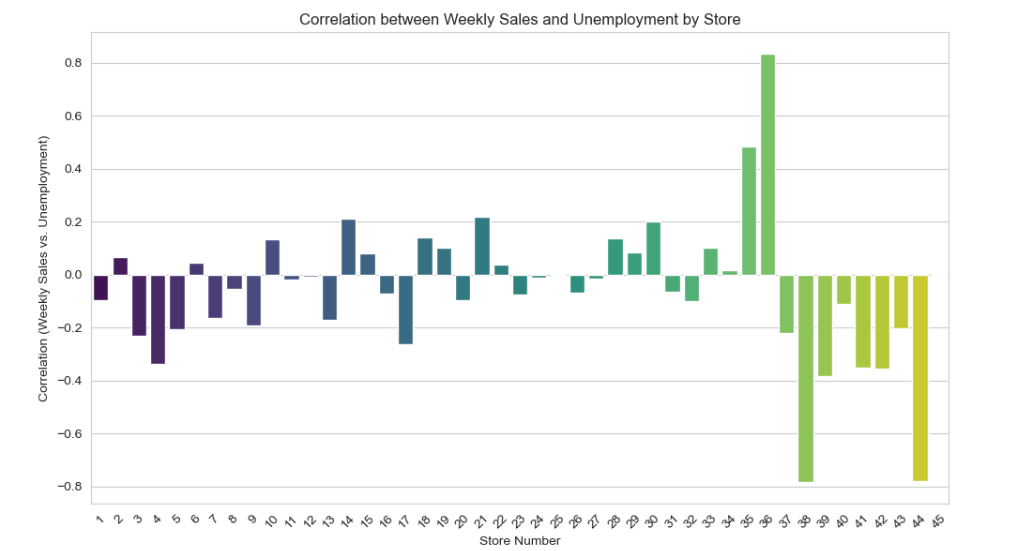 Correlation between Weekly Sales and Unemployment by Store
Correlation (Weekly Sales vs. Unemployment)
0.8
0.6
0.4
0.2
0.0
−0.2
−0.4
−0.6
−0.8
1 2 3 4 5 6 7 8 9 10 11 12 13 14 15 16 17 18 19 20 21 22 23 24 25 26 27 28 29 30 31 32 33 34 35 36 37 38 39 40 41 42 43 44 45
Store Number